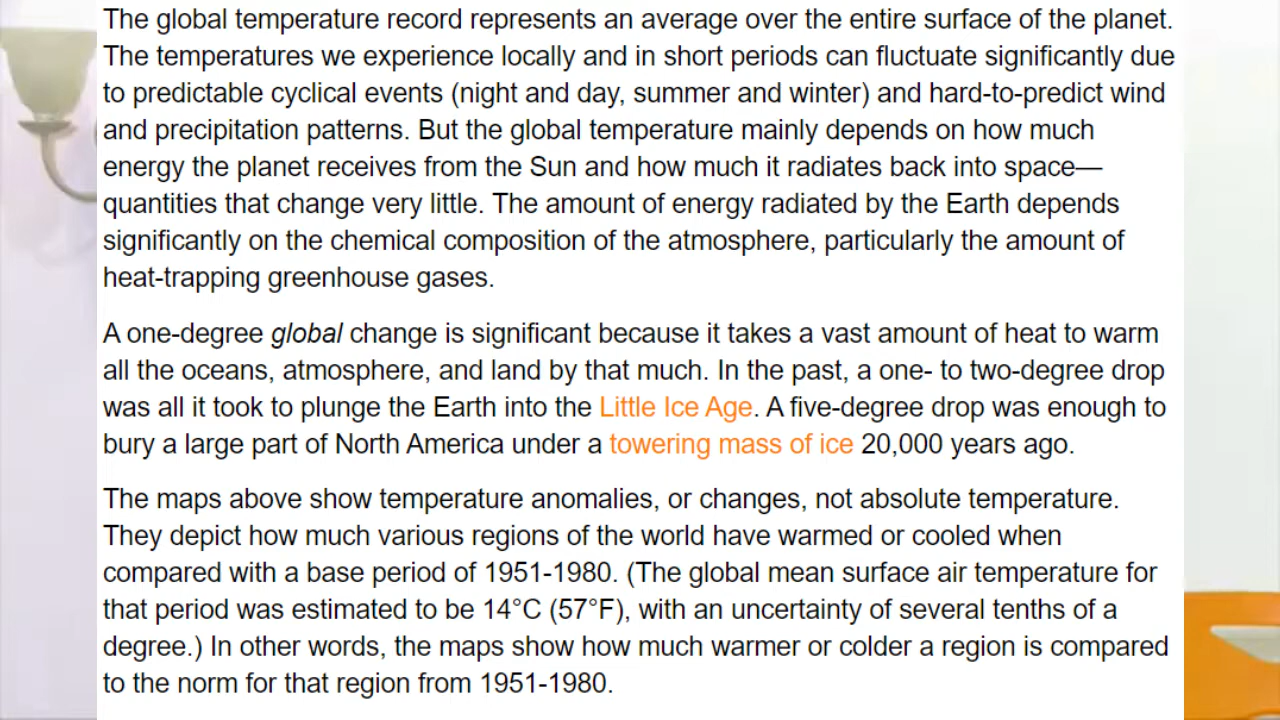 The global temperature record represents an average over the entire surface of the planet.
The temperatures we experience locally and in short periods can fluctuate significantly due
to predictable cyclical events (night and day, summer and winter) and hard-to-predict wind
and precipitation patterns. But the global temperature mainly depends on how much
energy the planet receives from the Sun and how much it radiates back into space—
quantities that change very little. The amount of energy radiated by the Earth depends
significantly on the chemical composition of the atmosphere, particularly the amount of
heat-trapping greenhouse gases.
A one-degree global change is significant because it takes a vast amount of heat to warm
all the oceans, atmosphere, and land by that much. In the past, a one- to two-degree drop
was all it took to plunge the Earth into the Little Ice Age. A five-degree drop was enough to
bury a large part of North America under a towering mass of ice 20,000 years ago.
The maps above show temperature anomalies, or changes, not absolute temperature.
They depict how much various regions of the world have warmed or cooled when
compared with a base period of 1951-1980. (The global mean surface air temperature for
that period was estimated to be 14°C (57°F), with an uncertainty of several tenths of a
degree.) In other words, the maps show how much warmer or colder a region is compared
to the norm for that region from 1951-1980.